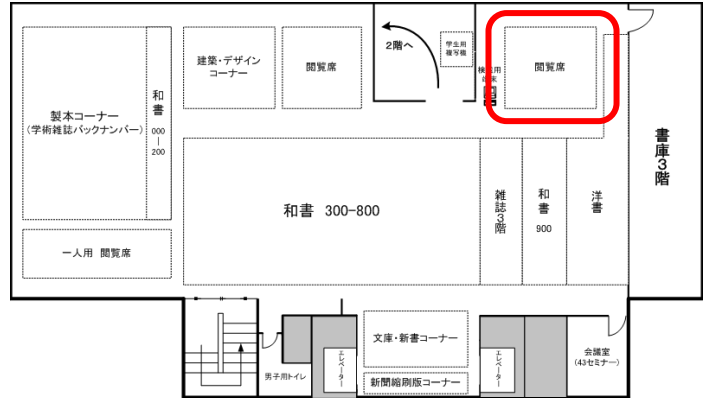 建築・デザイン
コーナー
閲覧席
2階へ
学生用
複写機
検索用
端末
閲覧席
製本コーナー
(学術雑誌バックナンバー)
和書
000
|
200
書庫3階
和書 300-800
雑誌3階
和書
900
洋書
一人用 閲覧席
文庫・新書コーナー
新聞縮刷版コーナー
男子用トイレ
エレベーター
エレベーター
会議室
(43セミナー)